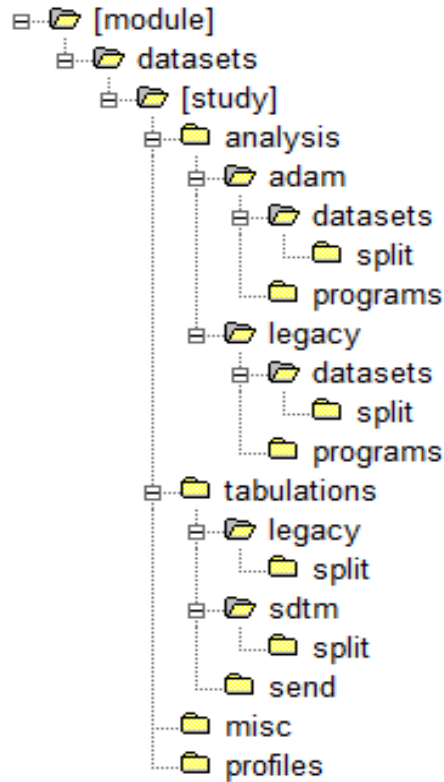 [module]
datasets
[study]
analysis
adam
datasets
split
programs
legacy
datasets
split
programs
tabulations
legacy
split
sdtm
split
send
misc
profiles